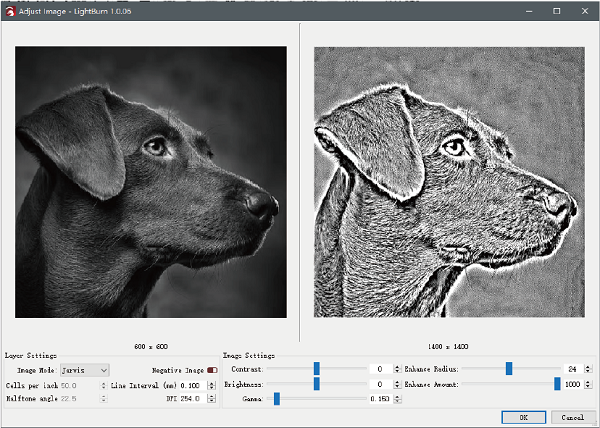 Adjust Image - LightBurn 1.0.06
600 x 600
1400 x 1400
Layer Settings
Image Mode: Jarvis
Negative Image
Cells per inch 50.0
Line Interval (mm) 0.100
Halftone angle 22.5
DPI 254.0
Image Settings
Contrast: 0
Enhance Radius: 24
Brightness: 0
Enhance Amount: 1000
Gamma: 0.150
OK
Cancel